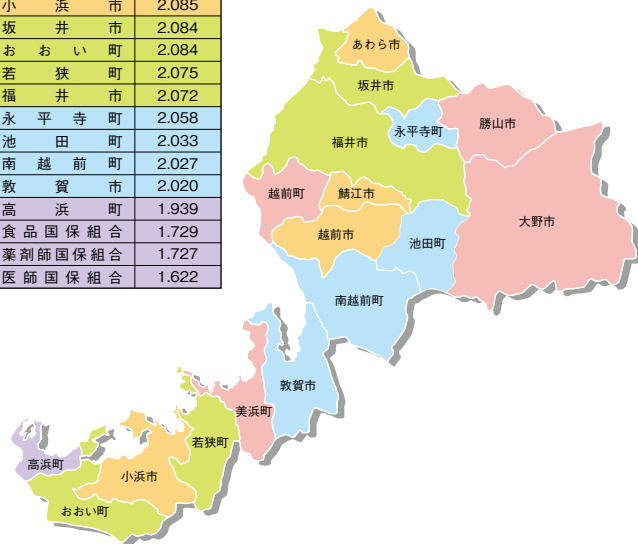 小浜市 2.085
坂井市 2.084
おおい町 2.084
若狭町 2.075
福井市 2.072
永平寺町 2.058
池田町 2.033
南越前町 2.027
敦賀市 2.020
高浜町 1.939
食品国保組合 1.729
薬剤師国保組合 1.727
医師国保組合 1.622
あわら市
坂井市
永平寺町
勝山市
福井市
越前町
鯖江市
大野市
越前市
池田町
南越前町
敦賀市
美浜町
若狭町
高浜町
小浜市
おおい町